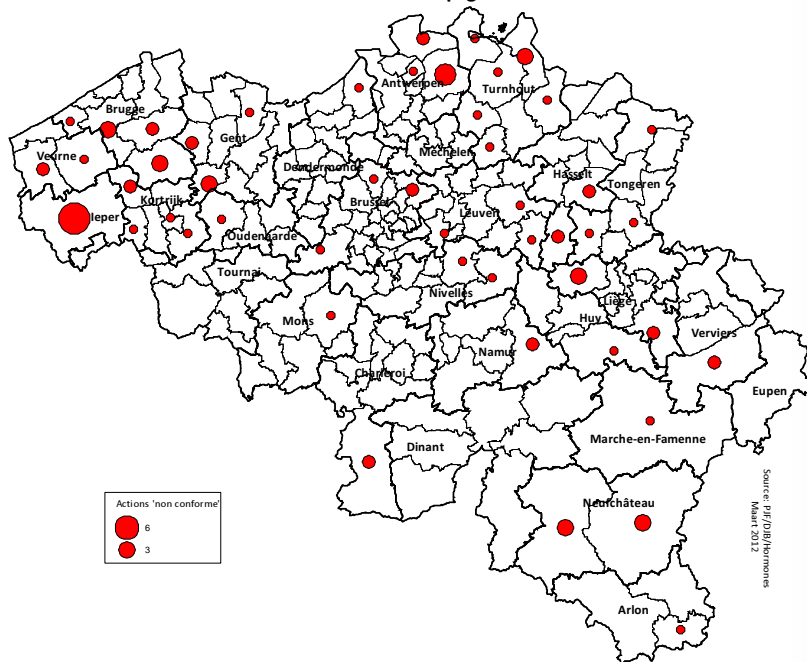 Antwerpen
Turnhout
Brugge
Gent
Mechelen
Veurne
Dendermonde
Hasselt
Tongeren
Brussel
Kortrijk
Leuven
Ieper
Oudenaarde
Tournai
Nivelles
Liège
Huy
Mons
Verviers
Namur
Charleroi
Eupen
Marche-en-Famenne
Dinant
Neufchâteau
Arlon
Actions 'non conforme'
6
3
Source: PJF/DJB/Hormones
Maart 2012